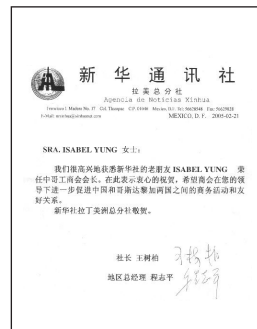 新 华 通 讯 社
拉 美 总 分 社
Agencia de Noticias Xinhua
MEXICO, D. F. 2005-02-21
SRA. ISABEL YUNG 女士:
我们很高兴地获悉新华社的老朋友 ISABEL YUNG 荣
任中哥工商会会长。在此表示衷心的祝贺,希望商会在您的领
导下进一步促进中国和哥斯达黎加两国之间的商务活动和友
好关系。
新华社拉丁美洲总分社敬贺。
社长 王树柏
地区总经理 程志平